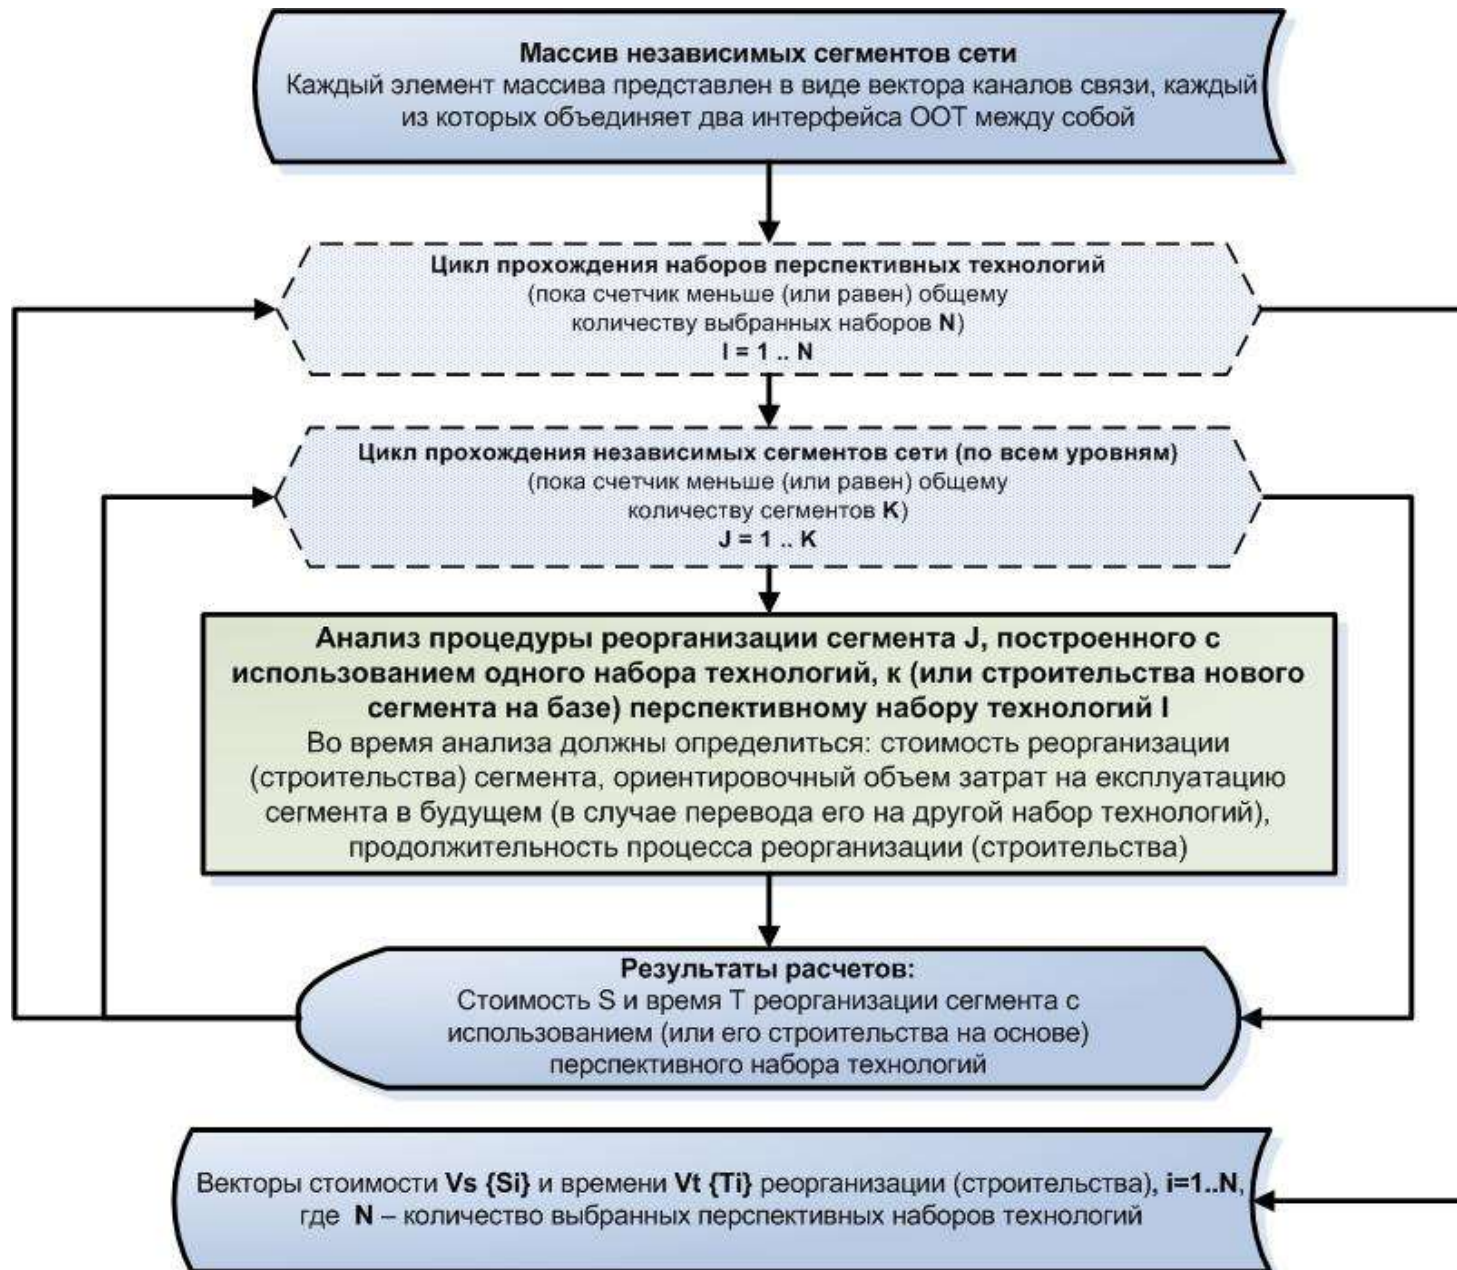 Массив независимых сегментов сети
Каждый элемент массива представлен в виде вектора каналов связи, каждый
из которых объединяет два интерфейса ООТ между собой
Цикл прохождения наборов перспективных технологий
(пока счетчик меньше (или равен) общему
количеству выбранных наборов N)
I = 1 .. N
Цикл прохождения независимых сегментов сети (по всем уровням)
(пока счетчик меньше (или равен) общему
количеству сегментов K)
J = 1 .. K
Анализ процедуры реорганизации сегмента J, построенного с
использованием одного набора технологий, к (или строительства нового
сегмента на базе) перспективному набору технологий I
Во время анализа должны определиться: стоимость реорганизации
(строительства) сегмента, ориентировочный объем затрат на експлуатацию
сегмента в будущем (в случае перевода его на другой набор технологий),
продолжительность процесса реорганизации (строительства)
Результаты расчетов:
Стоимость S и время T реорганизации сегмента с
использованием (или его строительства на основе)
перспективного набора технологий
Векторы стоимости Vs {Si} и времени Vt {Ti} реорганизации (строительства), i=1..N,
где N – количество выбранных перспективных наборов технологий